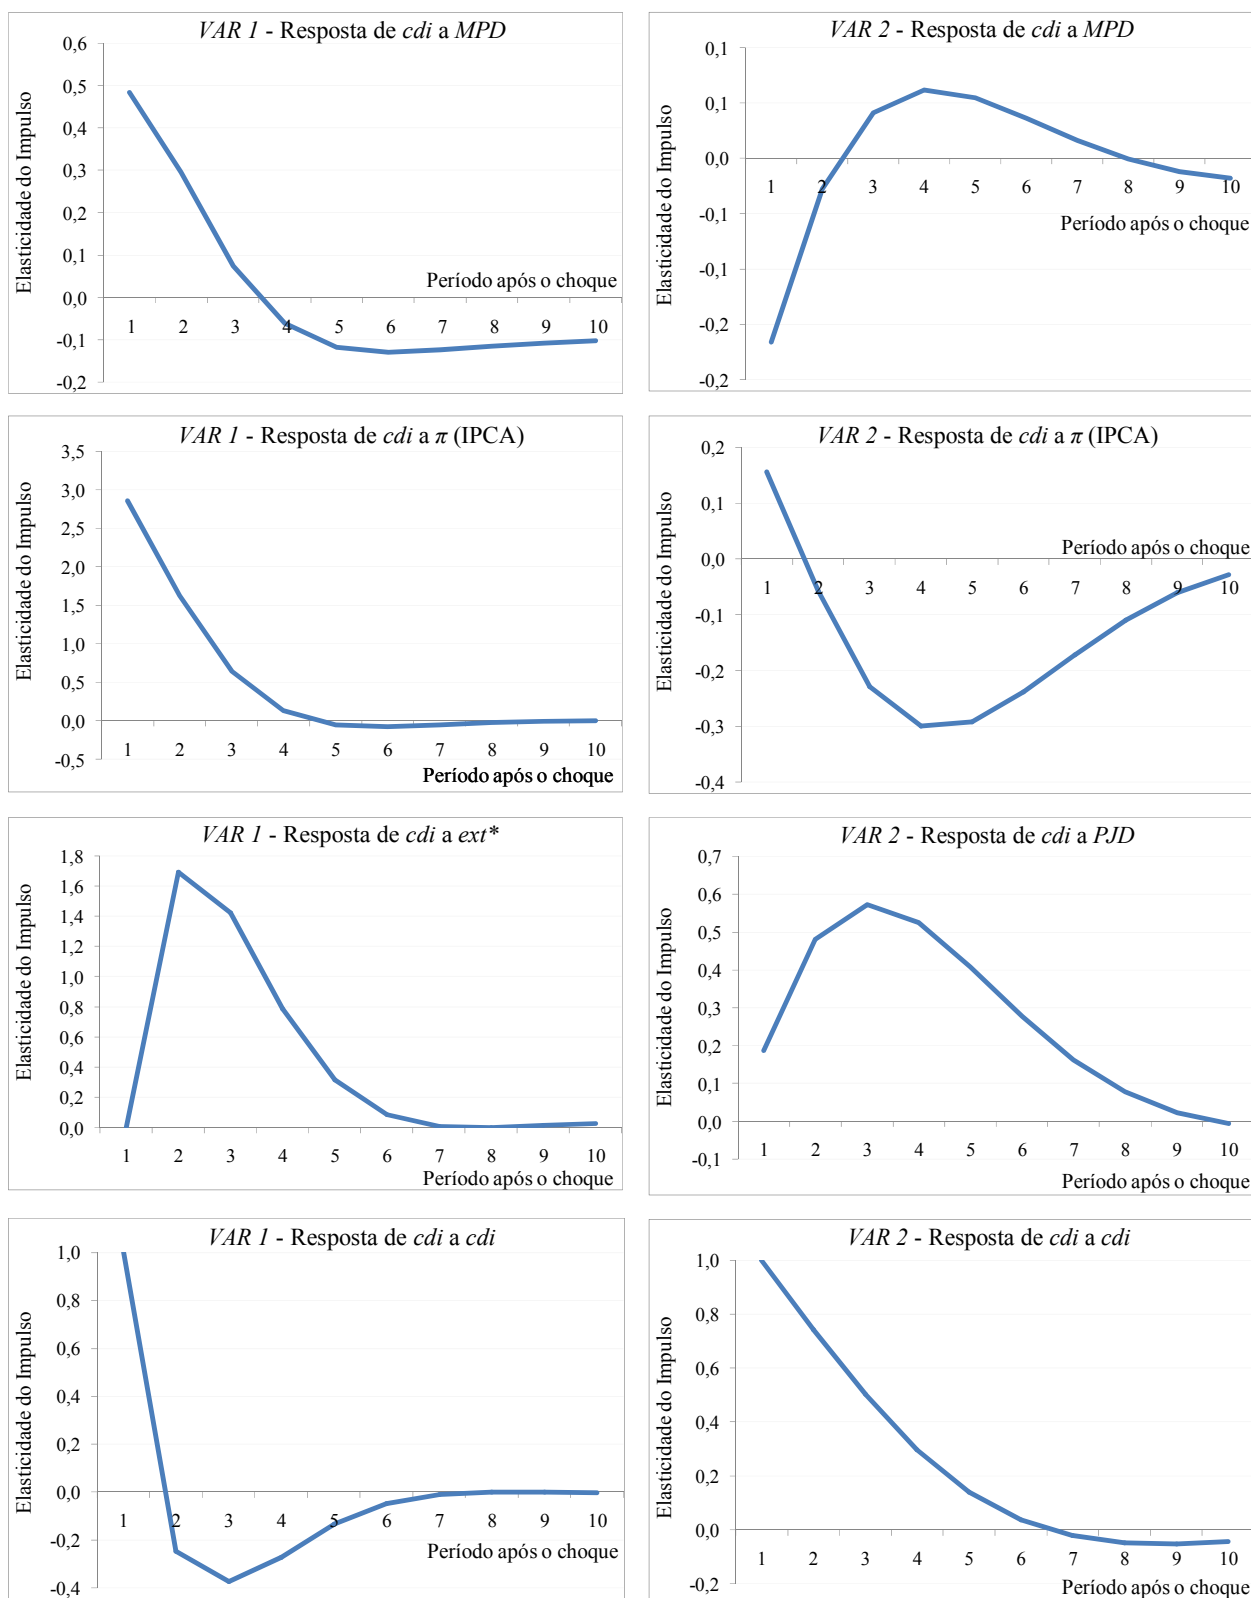 VAR 1 - Resposta de cdi a MPD
Elasticidade do Impulso
0,6
0,5
0,4
0,3
0,2
0,1
0,0
-0,1
-0,2
Período após o choque
1 2 3 4 5 6 7 8 9 10
VAR 2 - Resposta de cdi a MPD
Elasticidade do Impulso
0,1
0,1
0,0
-0,1
-0,1
-0,2
-0,2
1 2 3 4 5 6 7 8 9 10
Período após o choque
VAR 1 - Resposta de cdi a π (IPCA)
Elasticidade do Impulso
3,5
3,0
2,5
2,0
1,5
1,0
0,5
0,0
-0,5
1 2 3 4 5 6 7 8 9 10
Período após o choque
VAR 2 - Resposta de cdi a π (IPCA)
Elasticidade do Impulso
0,2
0,1
0,0
-0,1
-0,2
-0,3
-0,4
Período após o choque
1 2 3 4 5 6 7 8 9 10
VAR 1 - Resposta de cdi a ext*
Elasticidade do Impulso
1,8
1,6
1,4
1,2
1,0
0,8
0,6
0,4
0,2
0,0
1 2 3 4 5 6 7 8 9 10
Período após o choque
VAR 2 - Resposta de cdi a PJD
Elasticidade do Impulso
0,7
0,6
0,5
0,4
0,3
0,2
0,1
0,0
-0,1
1 2 3 4 5 6 7 8 9 10
Período após o choque
VAR 1 - Resposta de cdi a cdi
Elasticidade do Impulso
1,0
0,8
0,6
0,4
0,2
0,0
-0,2
-0,4
1 2 3 4 5 6 7 8 9 10
Período após o choque
VAR 2 - Resposta de cdi a cdi
Elasticidade do Impulso
1,0
0,8
0,6
0,4
0,2
0,0
-0,2
1 2 3 4 5 6 7 8 9 10
Período após o choque